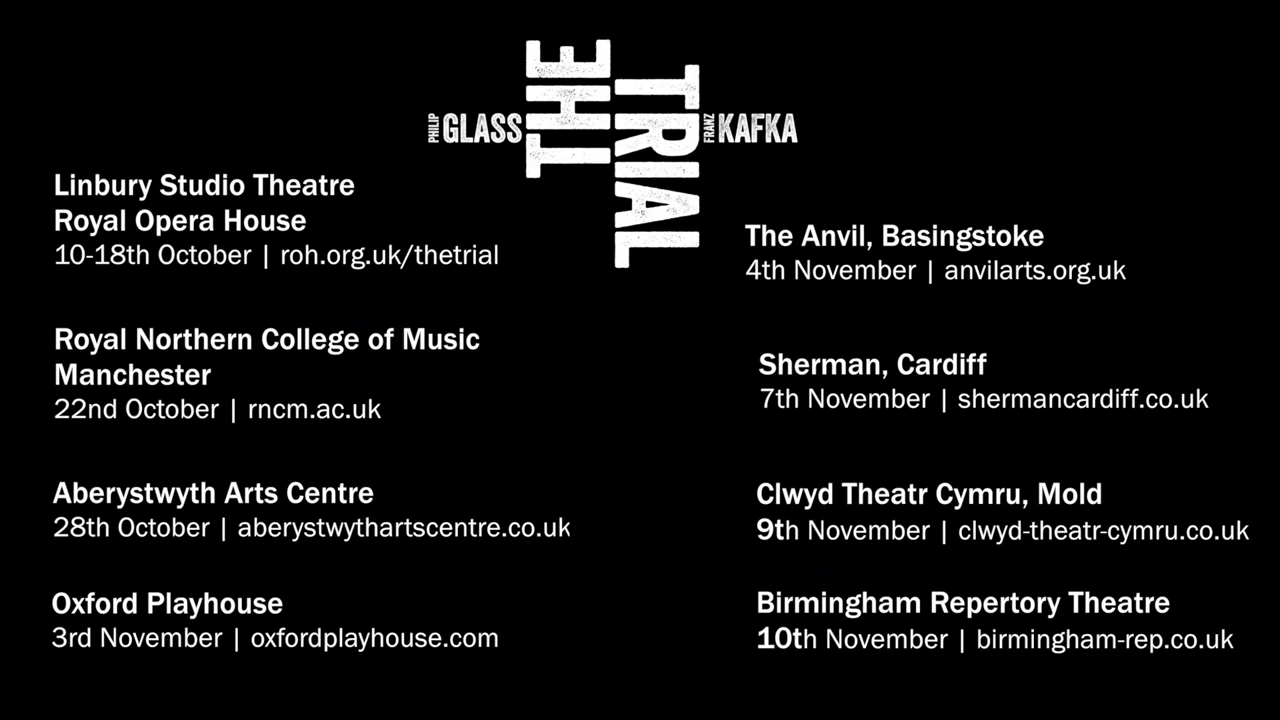 PHILIP GLASS
THE TRIAL
FRANZ KAFKA
Linbury Studio Theatre
Royal Opera House
10-18th October | roh.org.uk/thetrial
Royal Northern College of Music
Manchester
22nd October | rncm.ac.uk
Aberystwyth Arts Centre
28th October | aberystwythartscentre.co.uk
Oxford Playhouse
3rd November | oxfordplayhouse.com
The Anvil, Basingstoke
4th November | anvilarts.org.uk
Sherman, Cardiff
7th November | shermancardiff.co.uk
Clwyd Theatr Cymru, Mold
9th November | clwyd-theatr-cymru.co.uk
Birmingham Repertory Theatre
10th November | birmingham-rep.co.uk